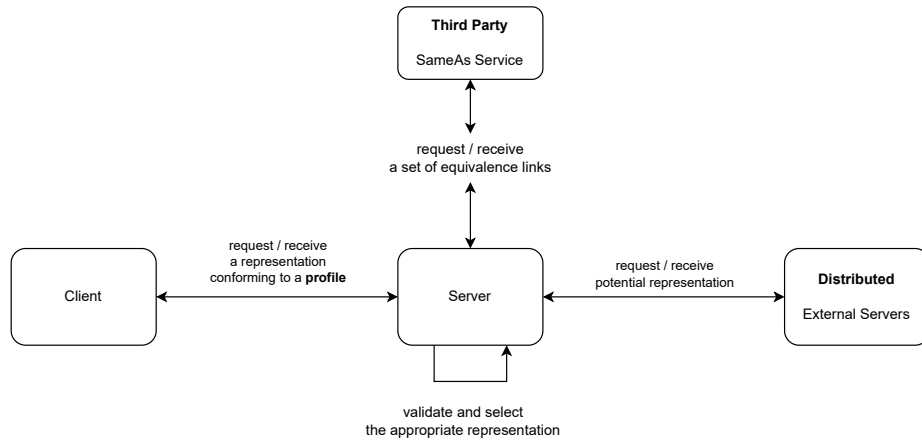 Third Party
SameAs Service
request / receive
a set of equivalence links
request / receive
a representation
conforming to a profile
Client
Server
request / receive
potential representation
Distributed
External Servers
validate and select
the appropriate representation